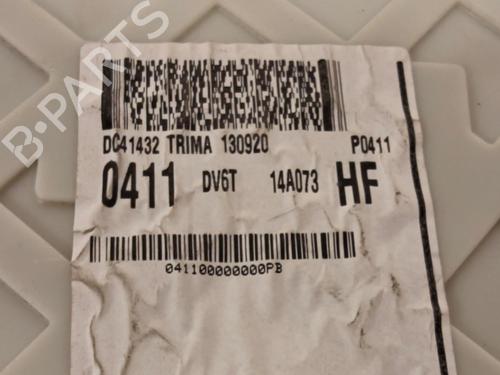 B-PARTS
DC41432 TRIMA 130920 P0411
0411 DV6T 14A073 HF
041100000000PB